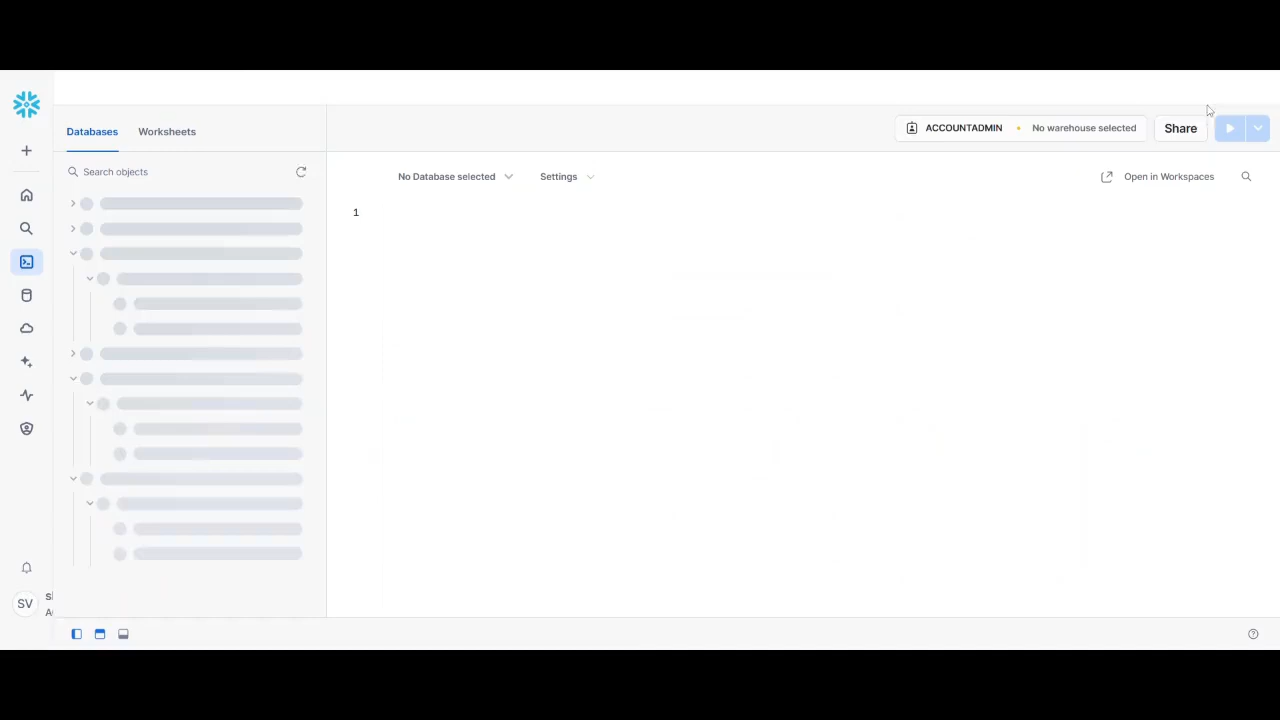 Databases
Worksheets
ACCOUNTADMIN
No warehouse selected
Share
Search objects
No Database selected
Settings
Open in Workspaces
1
SV